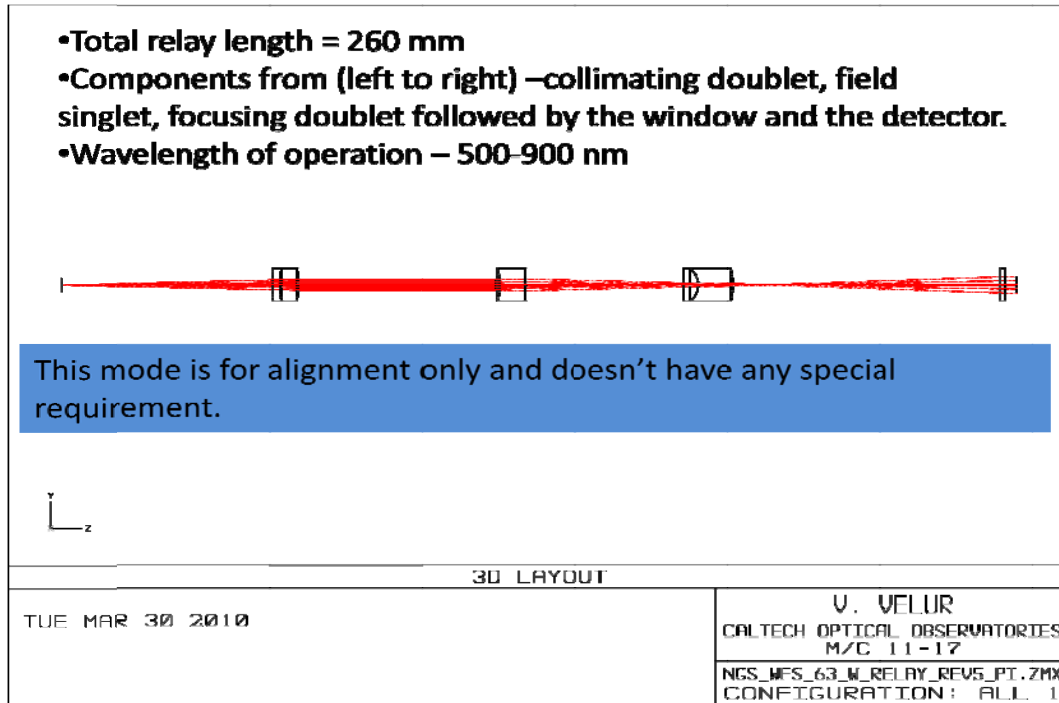 •Total relay length = 260 mm
•Components from (left to right) –collimating doublet, field
singlet, focusing doublet followed by the window and the detector.
•Wavelength of operation – 500-900 nm
This mode is for alignment only and doesn't have any special
requirement.
Y
Z
3D LAYOUT
TUE MAR 30 2010
V. VELUR
CALTECH OPTICAL OBSERVATORIES
M/C 11-17
NGS_WFS_63_W_RELAY_REV5_PI.ZMX
CONFIGURATION: ALL 1